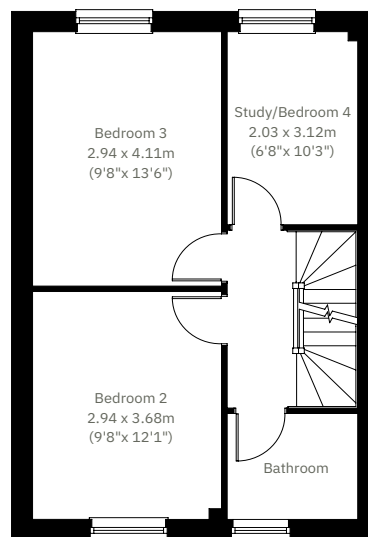 Bedroom 3
2.94 x 4.11m
(9'8"x 13'6")
Study/Bedroom 4
2.03 x 3.12m
(6'8" x 10'3")
Bedroom 2
2.94 x 3.68m
(9'8"x 12'1")
Bathroom